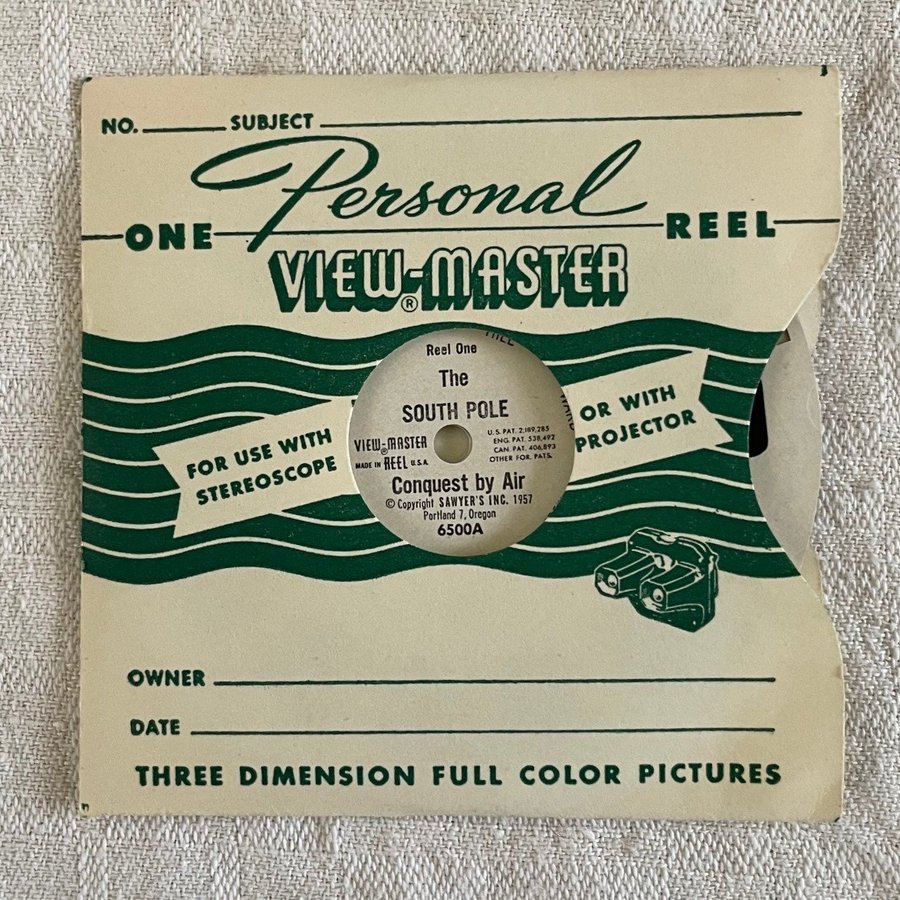 NO. SUBJECT
Personal
ONE REEL
VIEW-MASTER
®
FOR USE WITH
STEREOSCOPE
Reel One
The
SOUTH POLE
VIEW-MASTER
®
MADE IN REEL U.S.A.
U.S. PAT. 2,189,285
ENG. PAT. 538,492
CAN. PAT. 406,893
OTHER FOR. PATS.
Conquest by Air
© Copyright SAWYER'S INC. 1957
Portland 7, Oregon
6500A
OR WITH
PROJECTOR
OWNER
DATE
THREE DIMENSION FULL COLOR PICTURES